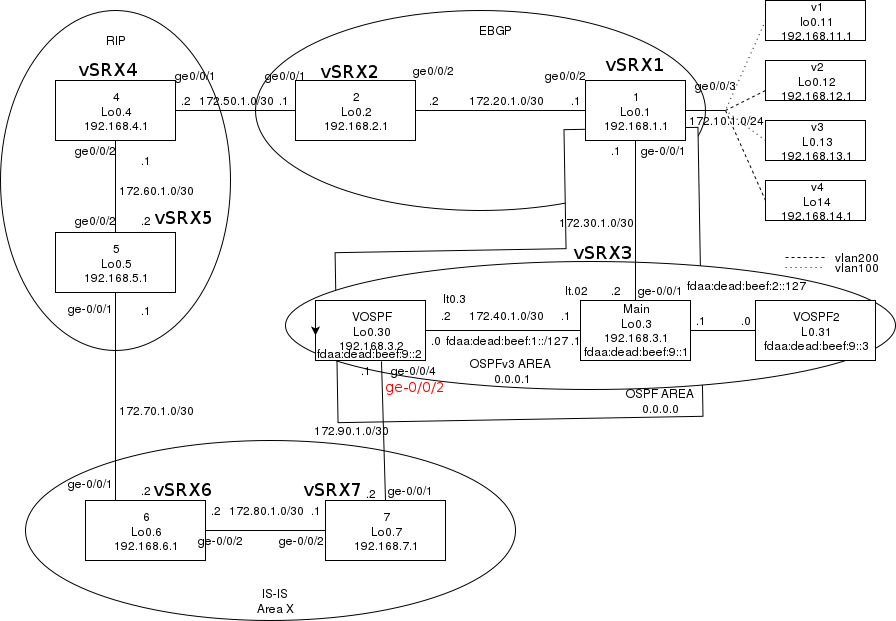 RIP
vSRX4
ge0/0/1
4
Lo0.4
192.168.4.1
.2 172.50.1.0/30 .1
ge0/0/2
.1
172.60.1.0/30
ge0/0/2
.2
vSRX5
5
Lo0.5
192.168.5.1
ge-0/0/1
.1
172.70.1.0/30
EBGP
ge0/0/1
vSRX2
ge0/0/2
2
Lo0.2
192.168.2.1
.2 172.20.1.0/30 .1
ge0/0/2
vSRX1
1
Lo0.1
192.168.1.1
ge0/0/3
172.10.1.0/24
.1 ge-0/0/1
172.30.1.0/30
v1
lo0.11
192.168.11.1
v2
Lo0.12
192.168.12.1
v3
L0.13
192.168.13.1
v4
Lo14
192.168.14.1
vlan200
vlan100
vSRX3
lt.02 .2 ge-0/0/1
fdaa:dead:beef:2::127
lt0.3
VOSPF
Lo0.30
192.168.3.2
fdaa:dead:beef:9::2
.2 172.40.1.0/30 .1
.0 fdaa:dead:beef:1::/127 .1
Main
Lo0.3
192.168.3.1
fdaa:dead:beef:9::1
.1 .0
VOSPF2
L0.31
fdaa:dead:beef:9::3
OSPFv3 AREA
0.0.0.1
.1 ge-0/0/4
ge-0/0/2
OSPF AREA
0.0.0.0
172.90.1.0/30
ge-0/0/1
.2
vSRX6
6
Lo0.6
192.168.6.1
.2 172.80.1.0/30 .1
ge-0/0/2 ge-0/0/2
vSRX7
.2 ge-0/0/1
7
Lo0.7
192.168.7.1
IS-IS
Area X